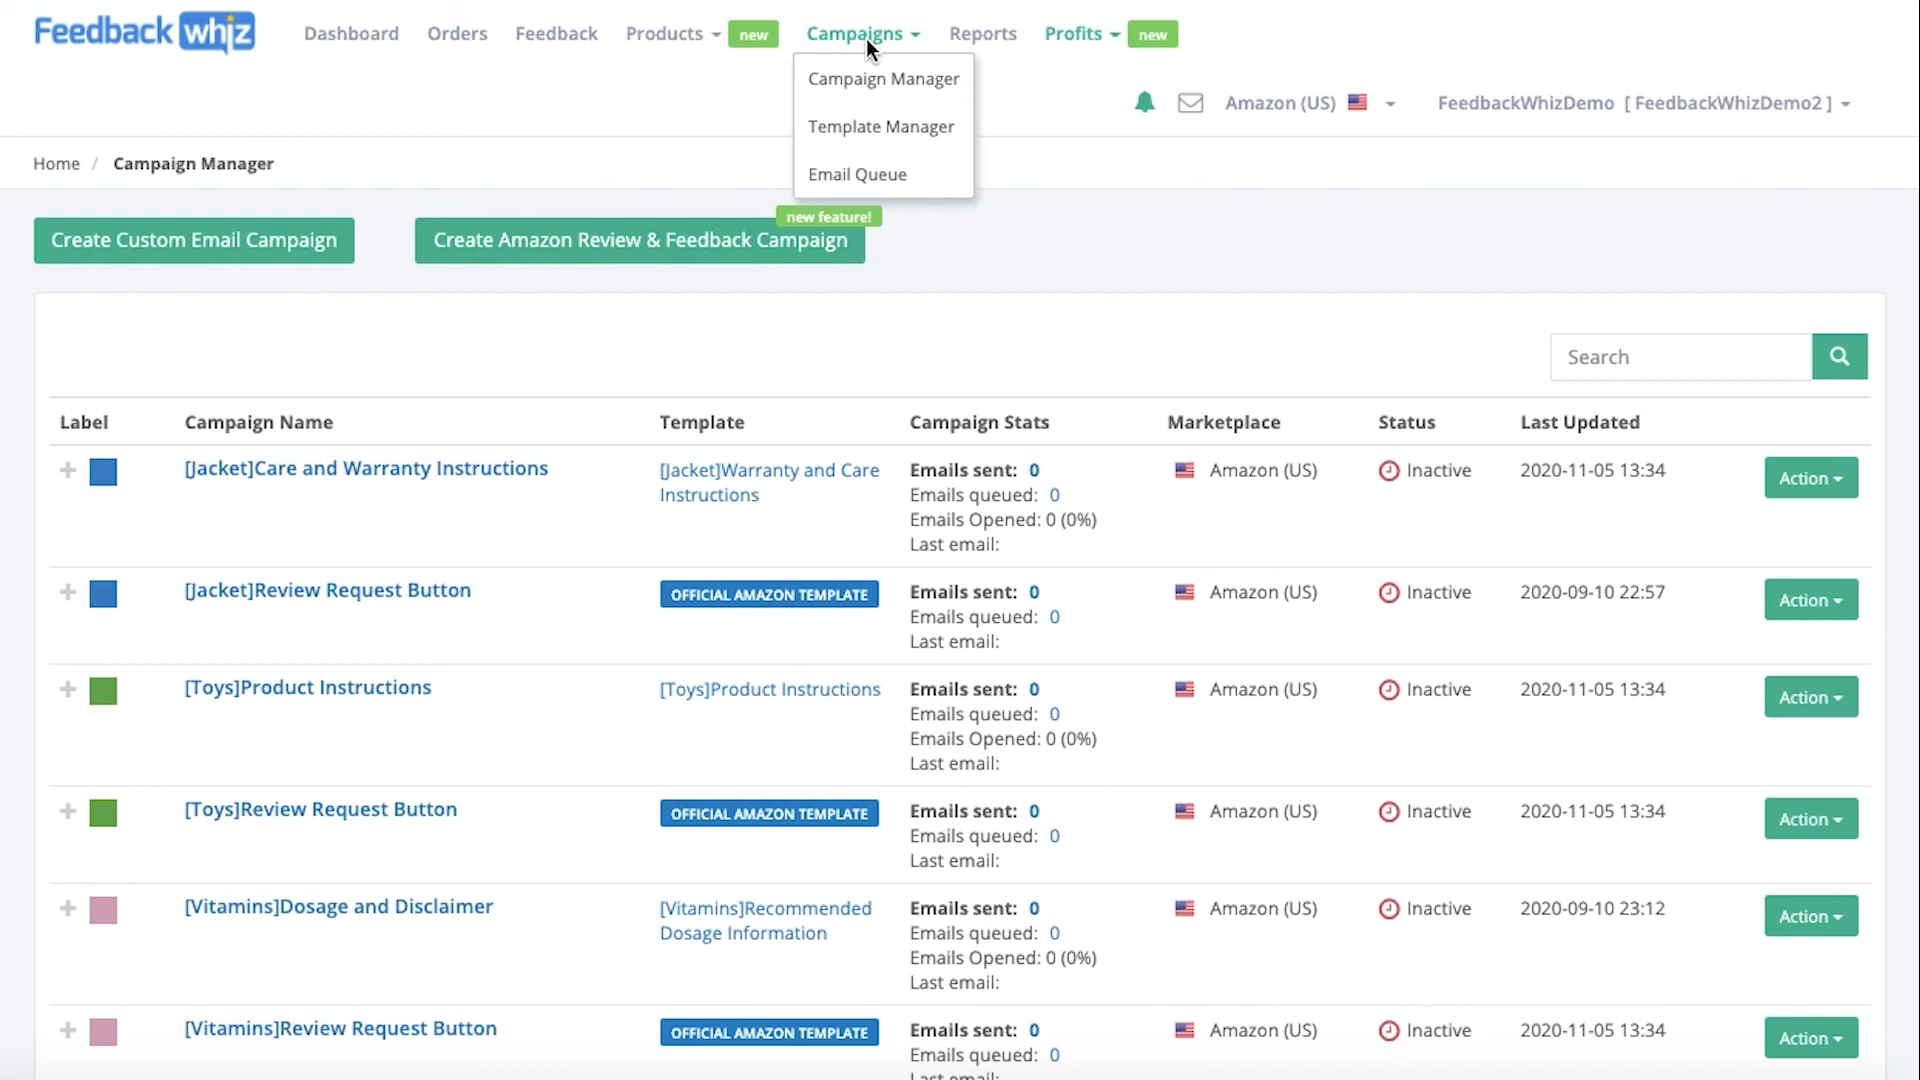 Feedback whiz
Dashboard Orders Feedback Products new Campaigns Reports Profits new
Campaign Manager
Template Manager
Email Queue
Amazon (US) FeedbackWhizDemo [ FeedbackWhizDemo2 ]
Home / Campaign Manager
new feature!
Create Custom Email Campaign Create Amazon Review & Feedback Campaign
Search
Label Campaign Name Template Campaign Stats Marketplace Status Last Updated
[Jacket]Care and Warranty Instructions [Jacket]Warranty and Care Emails sent: 0 Amazon (US) Inactive 2020-11-05 13:34 Action
Instructions Emails queued: 0
Emails Opened: 0 (0%)
Last email:
[Jacket]Review Request Button OFFICIAL AMAZON TEMPLATE Emails sent: 0 Amazon (US) Inactive 2020-09-10 22:57 Action
Emails queued: 0
Last email:
[Toys]Product Instructions [Toys]Product Instructions Emails sent: 0 Amazon (US) Inactive 2020-11-05 13:34 Action
Emails queued: 0
Emails Opened: 0 (0%)
Last email:
[Toys]Review Request Button OFFICIAL AMAZON TEMPLATE Emails sent: 0 Amazon (US) Inactive 2020-11-05 13:34 Action
Emails queued: 0
Last email:
[Vitamins]Dosage and Disclaimer [Vitamins]Recommended Emails sent: 0 Amazon (US) Inactive 2020-09-10 23:12 Action
Dosage Information Emails queued: 0
Emails Opened: 0 (0%)
Last email:
[Vitamins]Review Request Button OFFICIAL AMAZON TEMPLATE Emails sent: 0 Amazon (US) Inactive 2020-11-05 13:34 Action
Emails queued: 0
Last email: